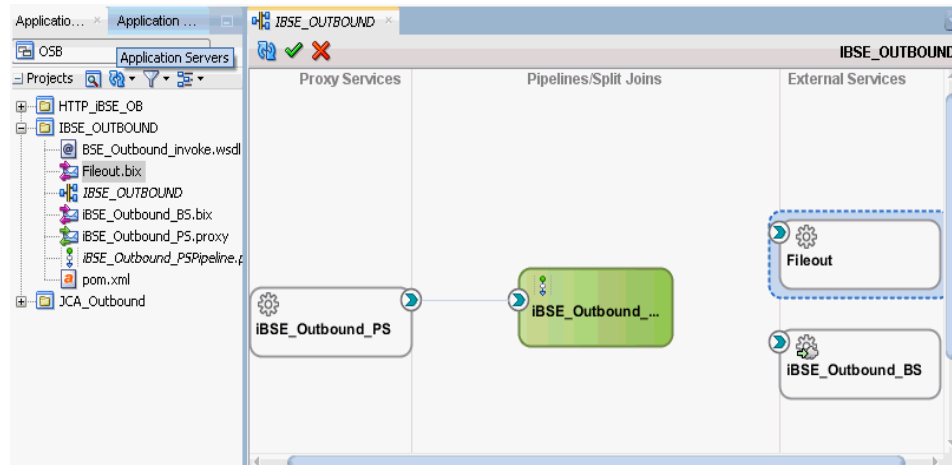 Applicatio...
Application ...
IBSE_OUTBOUND
OSB
Application Servers
IBSE_OUTBOUND
Projects
Proxy Services
Pipelines/Split Joins
External Services
HTTP_iBSE_OB
IBSE_OUTBOUND
BSE_Outbound_invoke.wsdl
Fileout.bix
IBSE_OUTBOUND
iBSE_Outbound_BS.bix
iBSE_Outbound_PS.proxy
iBSE_Outbound_PSPipeline.p
pom.xml
JCA_Outbound
iBSE_Outbound_PS
iBSE_Outbound_...
Fileout
iBSE_Outbound_BS